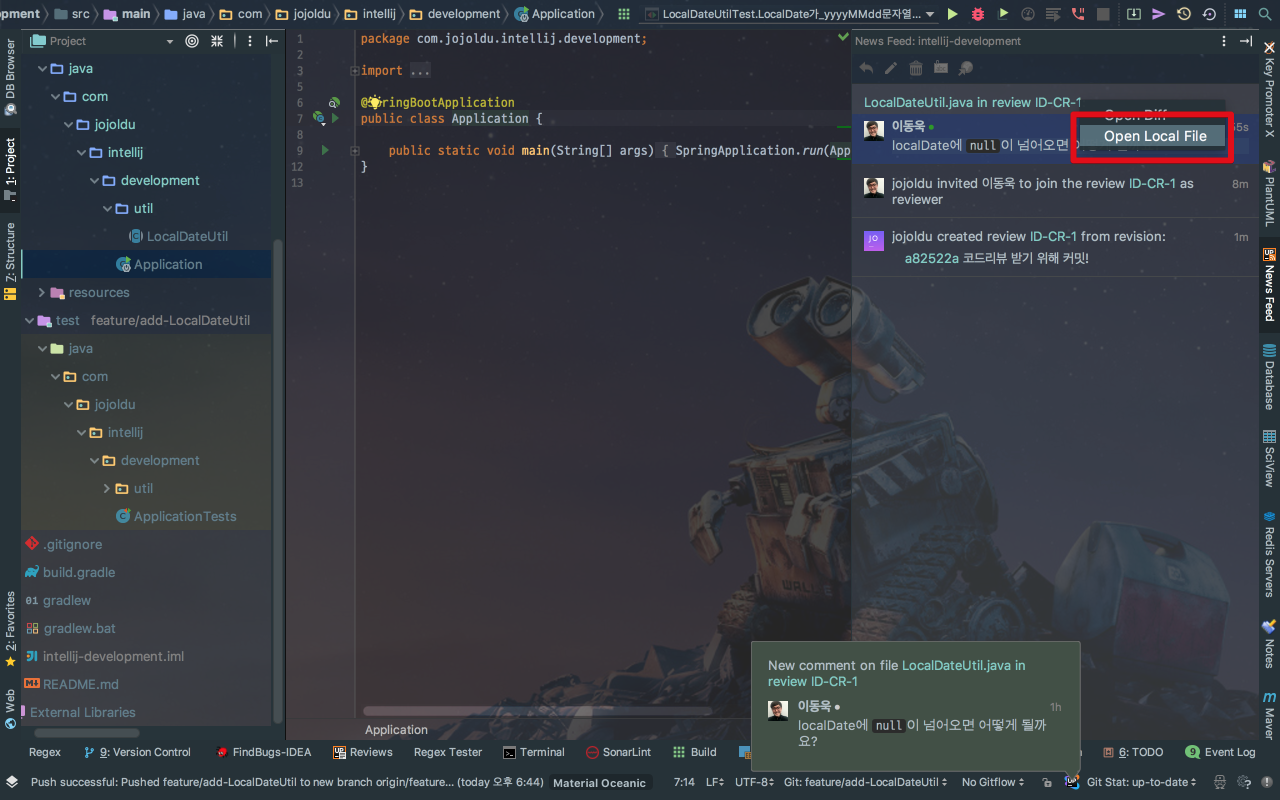 pment
src
main
java
com
jojoldu
intellij
development
Application
LocalDateUtilTest.LocalDate가_yyyyMMdd문자열...
DB Browser
1: Project
7: Structure
2: Favorites
Web
Project
java
com
jojoldu
intellij
development
util
LocalDateUtil
Application
resources
test feature/add-LocalDateUtil
java
com
jojoldu
intellij
development
util
ApplicationTests
.gitignore
build.gradle
gradlew
gradlew.bat
intellij-development.iml
README.md
External Libraries
1 package com.jojoldu.intellij.development;
2
3 import ...
5
6 @SpringBootApplication
7 public class Application {
8
9 public static void main(String[] args) { SpringApplication.run(App
12 }
13
Application
News Feed: intellij-development
LocalDateUtil.java in review ID-CR-1
이동욱
55s
localDate에 null이 넘어오면
Open Diff
Open Local File
jojoldu invited 이동욱 to join the review ID-CR-1 as
reviewer
8m
JO
jojoldu created review ID-CR-1 from revision:
1m
a82522a 코드리뷰 받기 위해 커밋!
WALL
New comment on file LocalDateUtil.java in
review ID-CR-1
이동욱
1h
localDate에 null이 넘어오면 어떻게 될까
요?
Key Promoter X
PlantUML
News Feed
Database
SciView
Redis Servers
Notes
Maver
Regex
9: Version Control
FindBugs-IDEA
Reviews
Regex Tester
Terminal
SonarLint
Build
6: TODO
9 Event Log
Push successful: Pushed feature/add-LocalDateUtil to new branch origin/feature... (today 오후 6:44)
Material Oceanic
7:14
LF
UTF-8
Git: feature/add-LocalDateUtil
No Gitflow
Git Stat: up-to-date